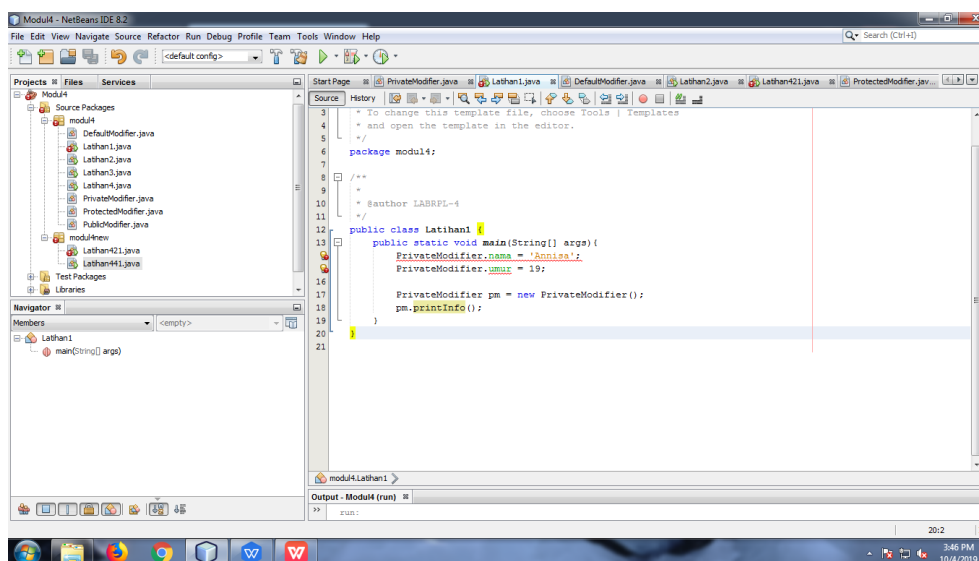 Modul4 - NetBeans IDE 8.2
File Edit View Navigate Source Refactor Run Debug Profile Team Tools Window Help
Search (Ctrl+I)
<default config>
Projects Files Services
Modul4
Source Packages
modul4
DefaultModifier.java
Latihan1.java
Latihan2.java
Latihan3.java
Latihan4.java
PrivateModifier.java
ProtectedModifier.java
PublicModifier.java
modul4new
Latihan421.java
Latihan441.java
Test Packages
Libraries
Navigator
Members <empty>
Latihan1
main(String[] args)
Start Page PrivateModifier.java Latihan1.java DefaultModifier.java Latihan2.java Latihan421.java ProtectedModifier.jav...
Source History
3 * To change this template file, choose Tools | Templates
4 * and open the template in the editor.
5 */
6 package modul4;
7
8 /**
9 *
10 * @author LABRPL-4
11 */
12 public class Latihan1 {
13 public static void main(String[] args){
PrivateModifier.nama = 'Annisa';
PrivateModifier.umur = 19;
16
17 PrivateModifier pm = new PrivateModifier();
18 pm.printInfo();
19 }
20 }
21
modul4.Latihan1
Output - Modul4 (run)
run:
20:2
3:46 PM
10/4/2019